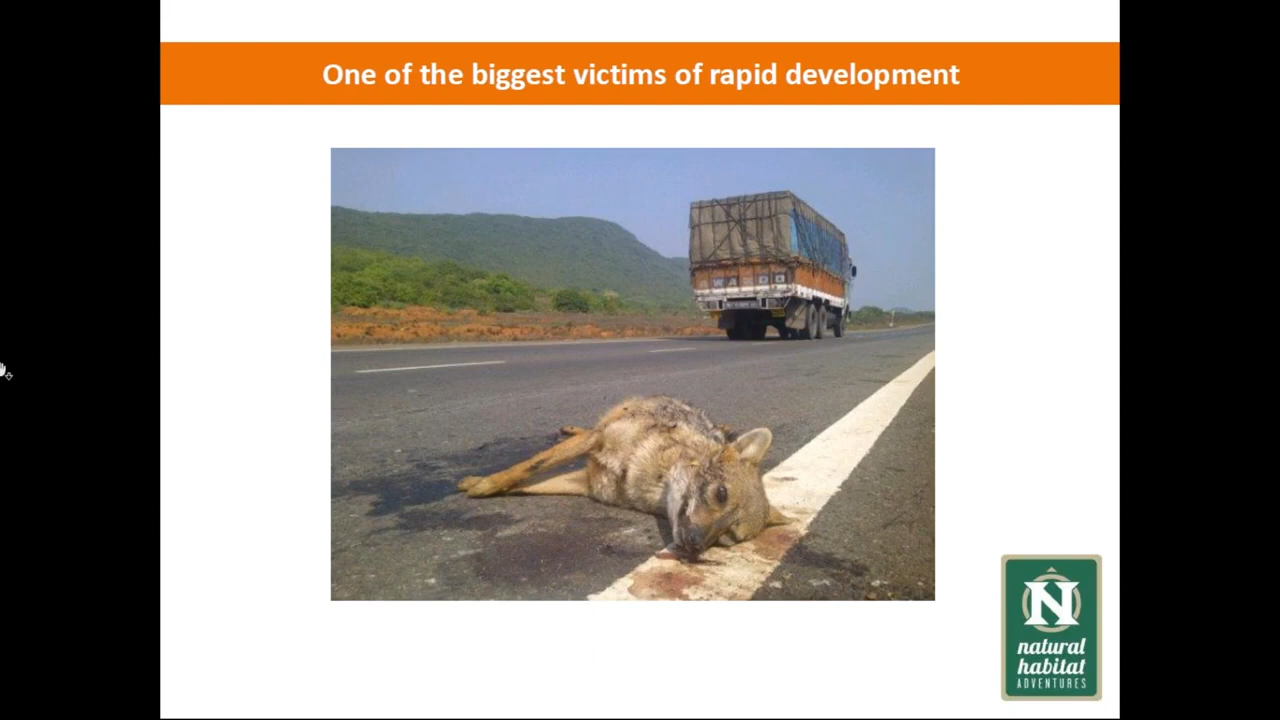 One of the biggest victims of rapid development
N
natural
habitat
ADVENTURES